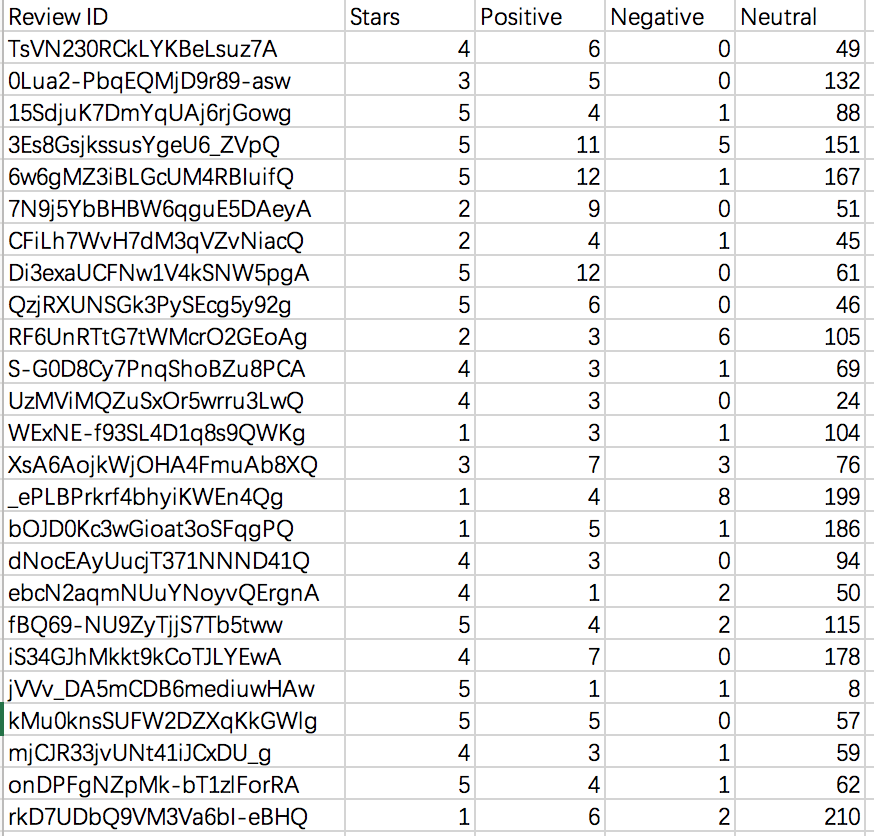 Review ID Stars Positive Negative Neutral
TsVN230RCkLYKBeLsuz7A 4 6 0 49
0Lua2-PbqEQMjD9r89-asw 3 5 0 132
15SdjuK7DmYqUAj6rjGowg 5 4 1 88
3Es8GsjkssusYgeU6_ZVpQ 5 11 5 151
6w6gMZ3iBLGcUM4RBIuifQ 5 12 1 167
7N9j5YbBHBW6qguE5DAeyA 2 9 0 51
CFiLh7WvH7dM3qVZvNiacQ 2 4 1 45
Di3exaUCFNw1V4kSNW5pgA 5 12 0 61
QzjRXUNSGk3PySEcg5y92g 5 6 0 46
RF6UnRTtG7tWMcrO2GEoAg 2 3 6 105
S-G0D8Cy7PnqShoBZu8PCA 4 3 1 69
UzMViMQZuSxOr5wrru3LwQ 4 3 0 24
WExNE-f93SL4D1q8s9QWKg 1 3 1 104
XsA6AojkWjOHA4FmuAb8XQ 3 7 3 76
_ePLBPrkrf4bhyiKWEn4Qg 1 4 8 199
bOJD0Kc3wGioat3oSFqgPQ 1 5 1 186
dNocEAyUucjT371NNND41Q 4 3 0 94
ebcN2aqmNUuYNoyvQErgnA 4 1 2 50
fBQ69-NU9ZyTjjS7Tb5tww 5 4 2 115
iS34GJhMkkt9kCoTJLYEwA 4 7 0 178
jVVv_DA5mCDB6mediuwHAw 5 1 1 8
kMu0knsSUFW2DZXqKkGWlg 5 5 0 57
mjCJR33jvUNt41iJCxDU_g 4 3 1 59
onDPFgNZpMk-bT1zlForRA 5 4 1 62
rkD7UDbQ9VM3Va6bI-eBHQ 1 6 2 210